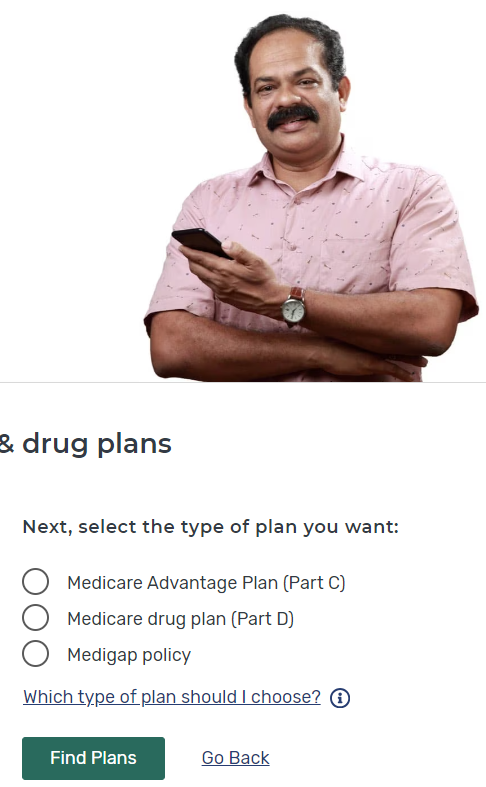 & drug plans
Next, select the type of plan you want:
Medicare Advantage Plan (Part C)
Medicare drug plan (Part D)
Medigap policy
Which type of plan should I choose?
Find Plans
Go Back